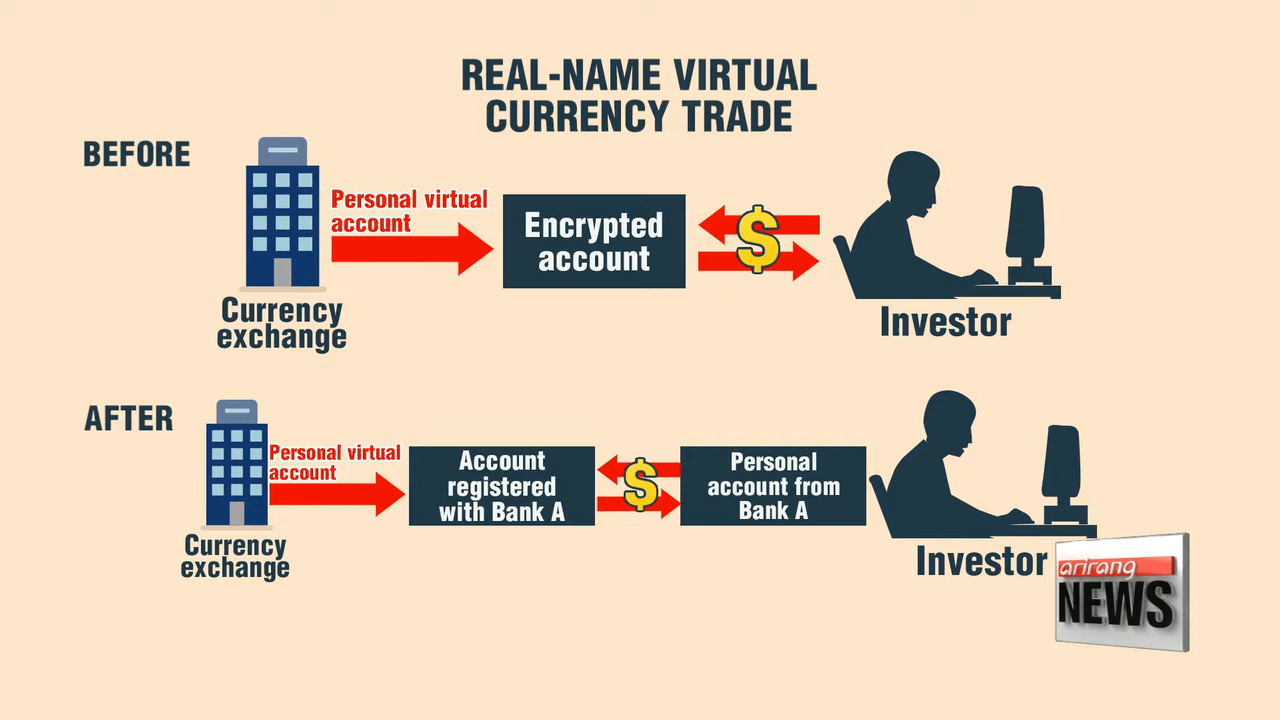 REAL-NAME VIRTUAL
CURRENCY TRADE
BEFORE
Personal virtual
account
Encrypted
account
Currency
exchange
Investor
AFTER
Personal virtual
account
Account
registered
with Bank A
Personal
account from
Bank A
Currency
exchange
Investor
arirang
NEWS